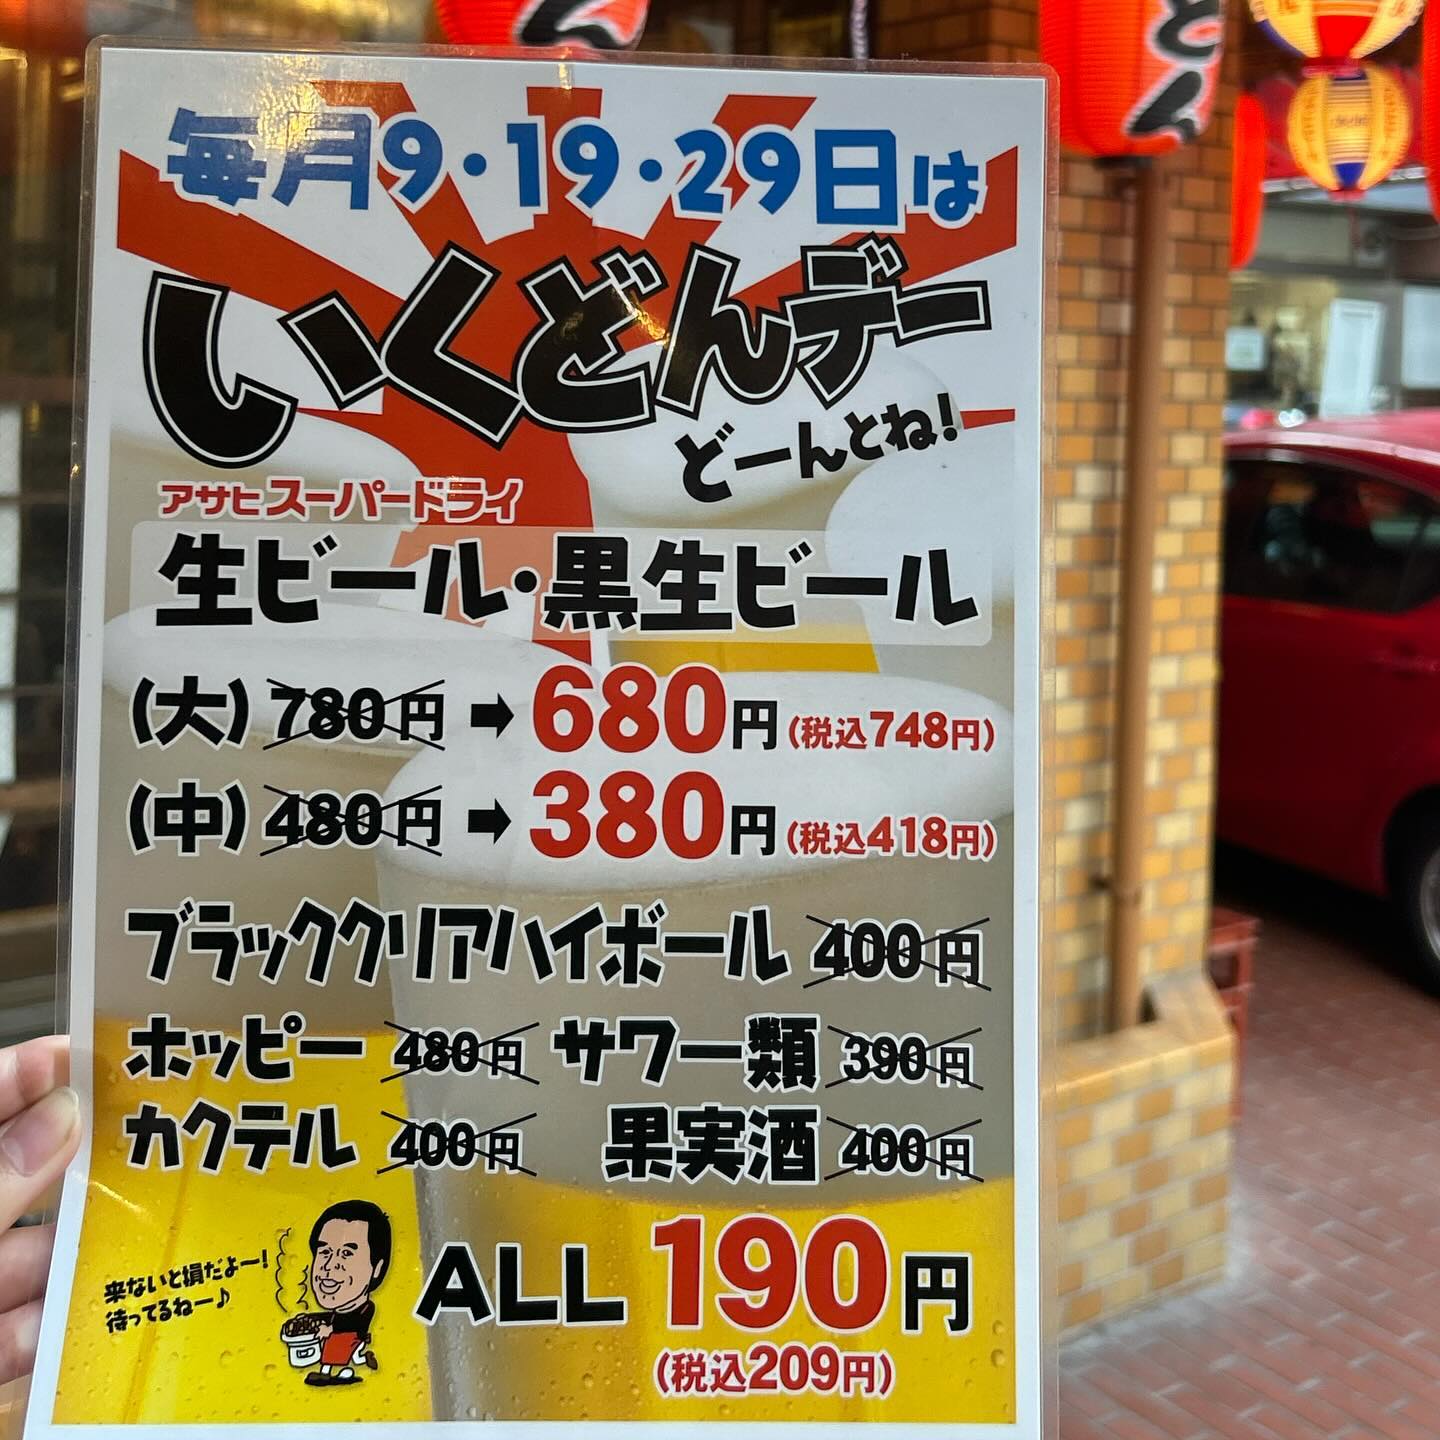 毎月9・19・29日は
いくどんデー
どーんとね!
アサヒスーパードライ
生ビール・黒生ビール
(大) 780円 ➡ 680円 (税込748円)
(中) 480円 ➡ 380円 (税込418円)
ブラッククリアハイボール 400円
ホッピー 480円 サワー類 390円
カクテル 400円 果実酒 400円
来ないと損だよー!
待ってるねー♪
ALL 190円
(税込209円)
どん